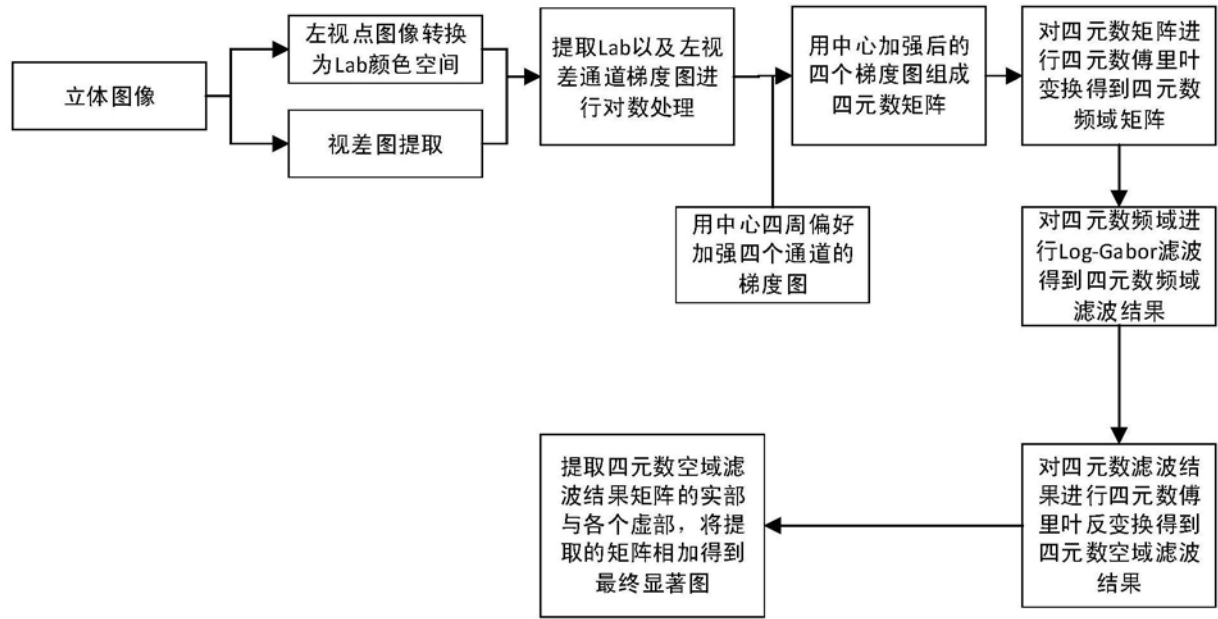 立体图像
左视点图像转换
为Lab颜色空间
视差图提取
提取Lab以及左视
差通道梯度图进
行对数处理
用中心加强后的
四个梯度图组成
四元数矩阵
对四元数矩阵进
行四元数傅里叶
变换得到四元数
频域矩阵
用中心四周偏好
加强四个通道的
梯度图
对四元数频域进
行Log-Gabor滤波
得到四元数频域
滤波结果
对四元数滤波结
果进行四元数傅
里叶反变换得到
四元数空域滤波
结果
提取四元数空域滤
波结果矩阵的实部
与各个虚部，将提
取的矩阵相加得到
最终显著图